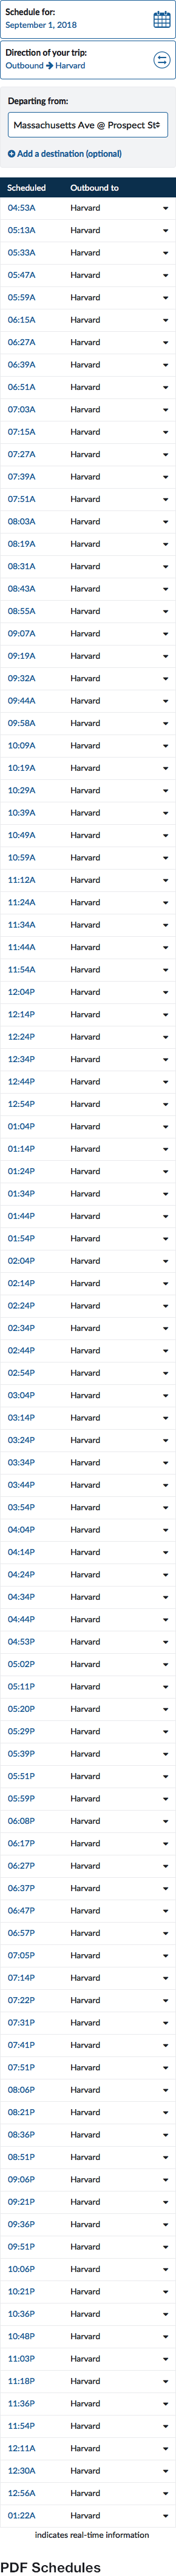 Schedule for:
September 1, 2018
Direction of your trip:
Outbound → Harvard
Departing from:
Massachusetts Ave @ Prospect St
Add a destination (optional)
Scheduled Outbound to
04:53A Harvard
05:13A Harvard
05:33A Harvard
05:47A Harvard
05:59A Harvard
06:15A Harvard
06:27A Harvard
06:39A Harvard
06:51A Harvard
07:03A Harvard
07:15A Harvard
07:27A Harvard
07:39A Harvard
07:51A Harvard
08:03A Harvard
08:19A Harvard
08:31A Harvard
08:43A Harvard
08:55A Harvard
09:07A Harvard
09:19A Harvard
09:32A Harvard
09:44A Harvard
09:58A Harvard
10:09A Harvard
10:19A Harvard
10:29A Harvard
10:39A Harvard
10:49A Harvard
10:59A Harvard
11:12A Harvard
11:24A Harvard
11:34A Harvard
11:44A Harvard
11:54A Harvard
12:04P Harvard
12:14P Harvard
12:24P Harvard
12:34P Harvard
12:44P Harvard
12:54P Harvard
01:04P Harvard
01:14P Harvard
01:24P Harvard
01:34P Harvard
01:44P Harvard
01:54P Harvard
02:04P Harvard
02:14P Harvard
02:24P Harvard
02:34P Harvard
02:44P Harvard
02:54P Harvard
03:04P Harvard
03:14P Harvard
03:24P Harvard
03:34P Harvard
03:44P Harvard
03:54P Harvard
04:04P Harvard
04:14P Harvard
04:24P Harvard
04:34P Harvard
04:44P Harvard
04:53P Harvard
05:02P Harvard
05:11P Harvard
05:20P Harvard
05:29P Harvard
05:39P Harvard
05:51P Harvard
05:59P Harvard
06:08P Harvard
06:17P Harvard
06:27P Harvard
06:37P Harvard
06:47P Harvard
06:57P Harvard
07:05P Harvard
07:14P Harvard
07:22P Harvard
07:31P Harvard
07:41P Harvard
07:51P Harvard
08:06P Harvard
08:21P Harvard
08:36P Harvard
08:51P Harvard
09:06P Harvard
09:21P Harvard
09:36P Harvard
09:51P Harvard
10:06P Harvard
10:21P Harvard
10:36P Harvard
10:48P Harvard
11:03P Harvard
11:18P Harvard
11:36P Harvard
11:54P Harvard
12:11A Harvard
12:30A Harvard
12:56A Harvard
01:22A Harvard
indicates real-time information
PDF Schedules